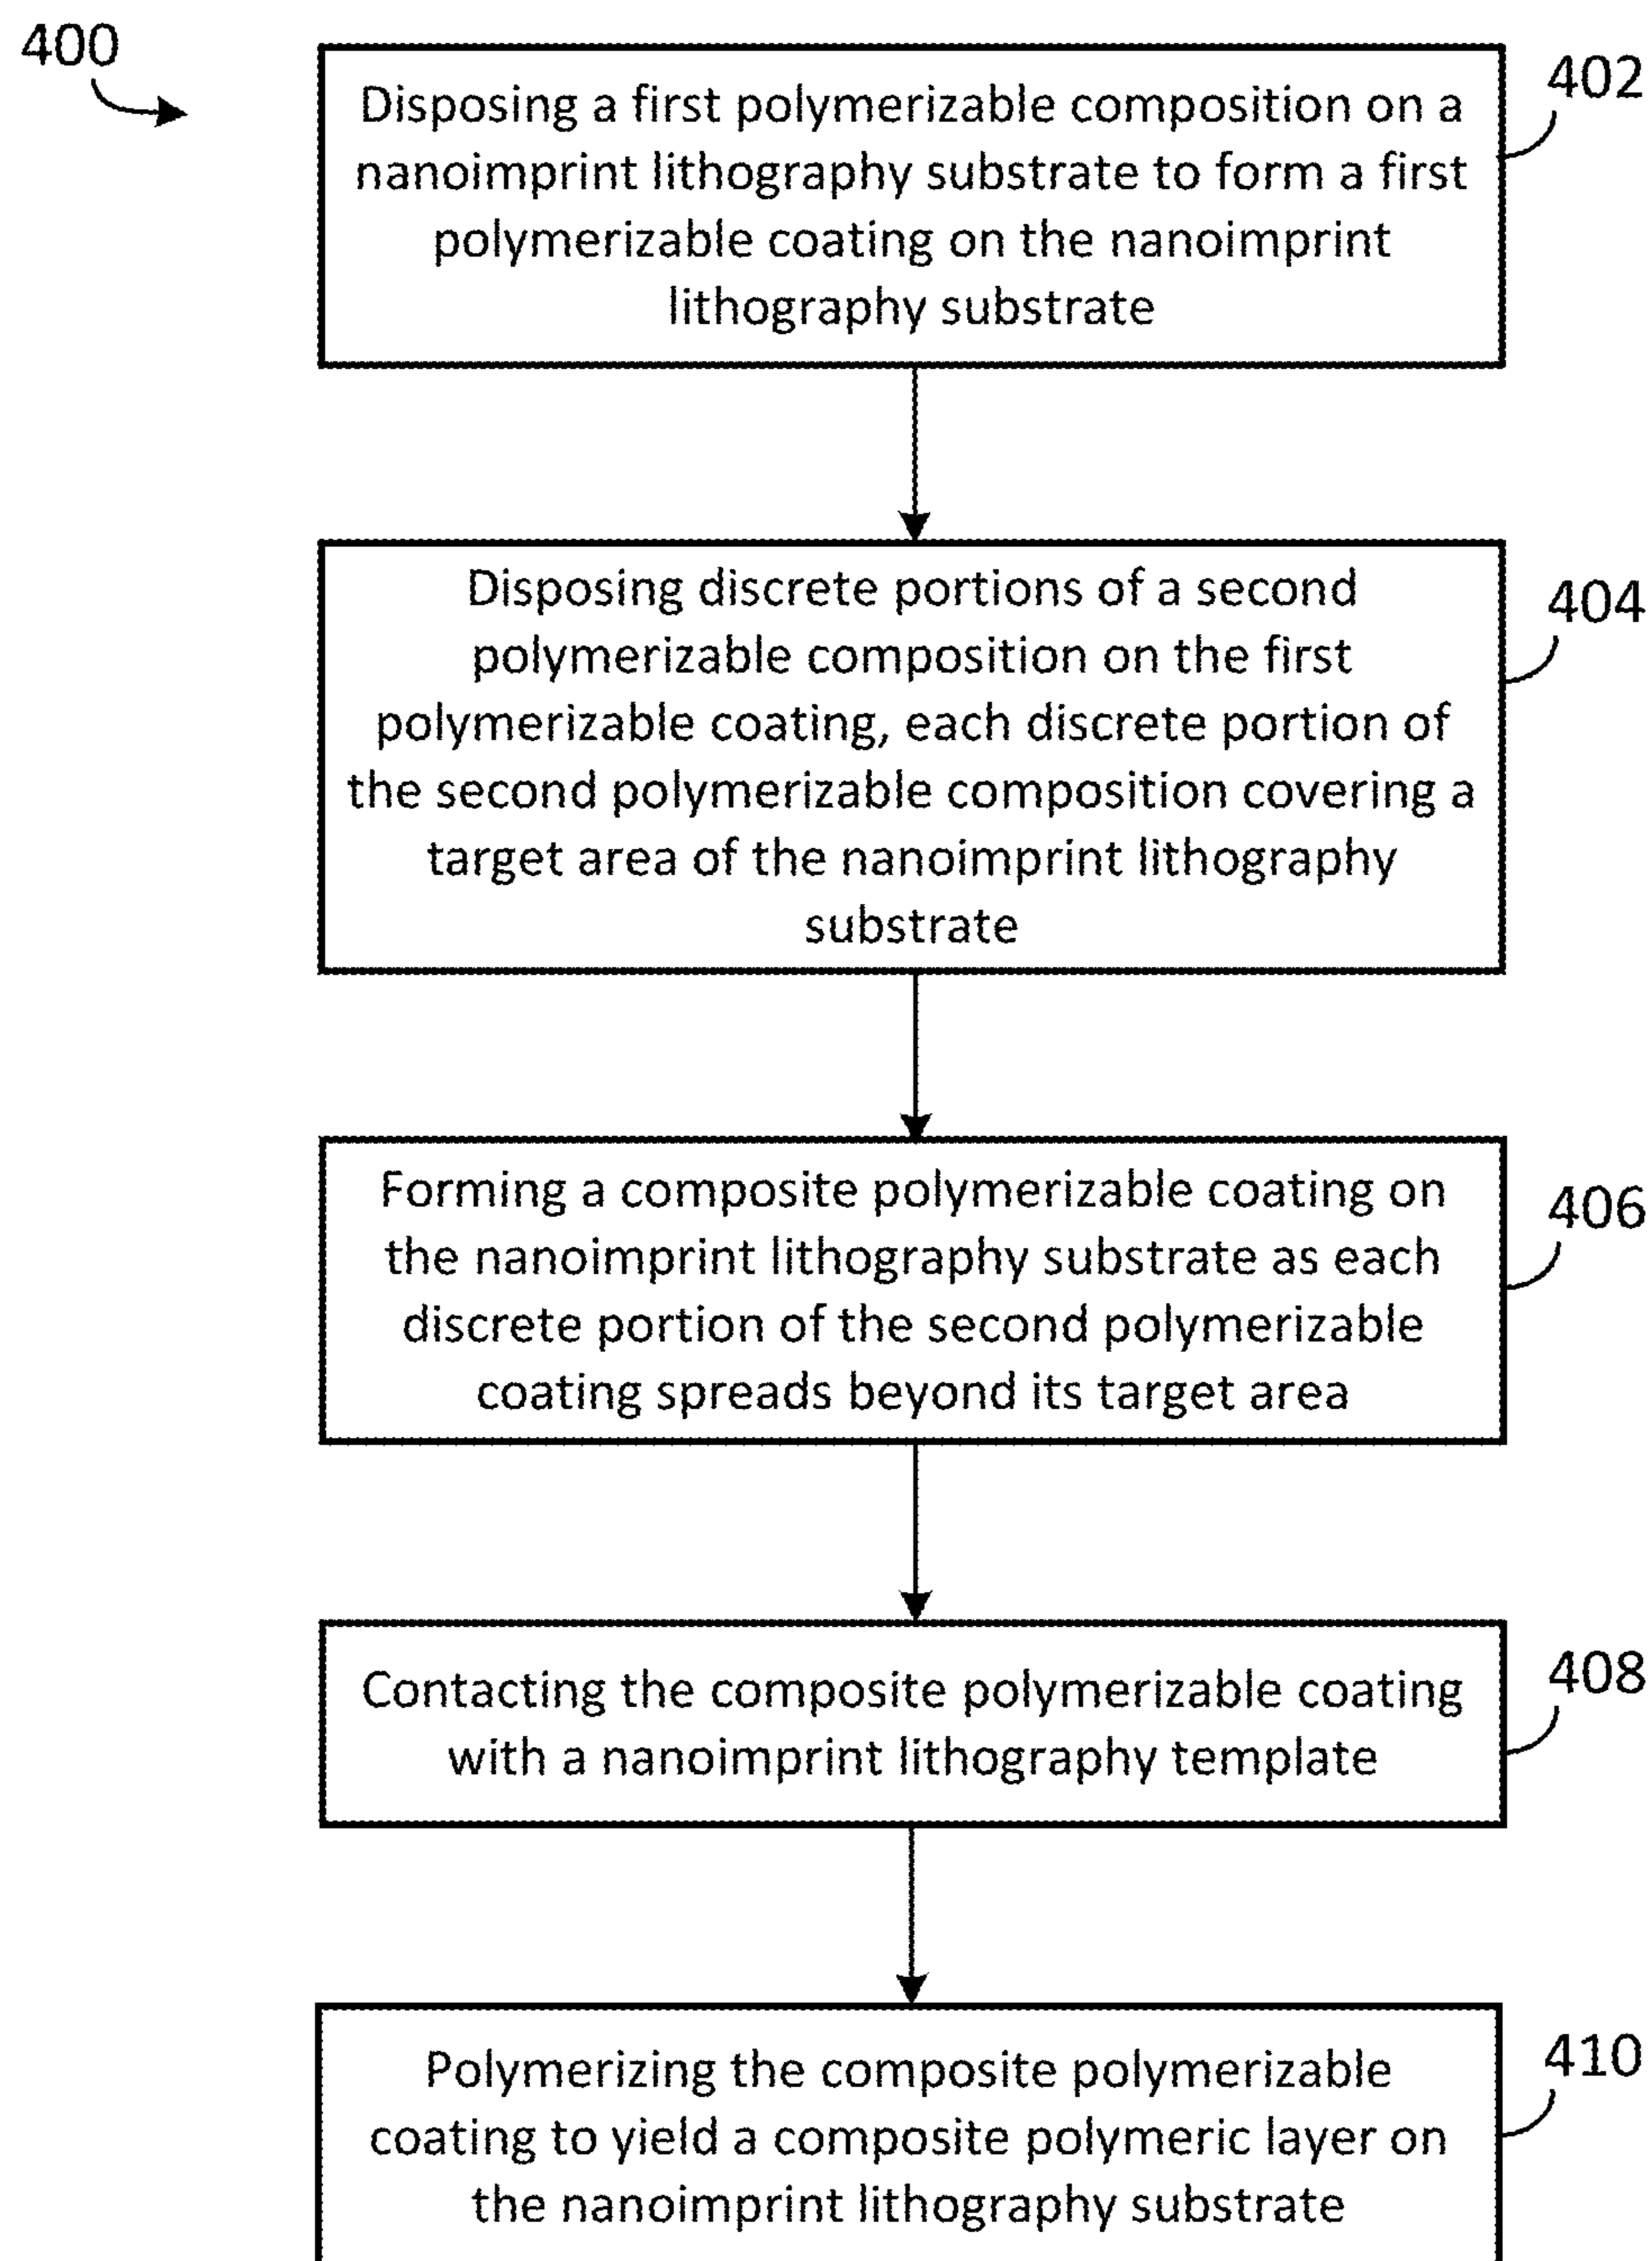 400
402
Disposing a first polymerizable composition on a
nanoimprint lithography substrate to form a first
polymerizable coating on the nanoimprint
lithography substrate
404
Disposing discrete portions of a second
polymerizable composition on the first
polymerizable coating, each discrete portion of
the second polymerizable composition covering a
target area of the nanoimprint lithography
substrate
406
Forming a composite polymerizable coating on
the nanoimprint lithography substrate as each
discrete portion of the second polymerizable
coating spreads beyond its target area
408
Contacting the composite polymerizable coating
with a nanoimprint lithography template
410
Polymerizing the composite polymerizable
coating to yield a composite polymeric layer on
the nanoimprint lithography substrate